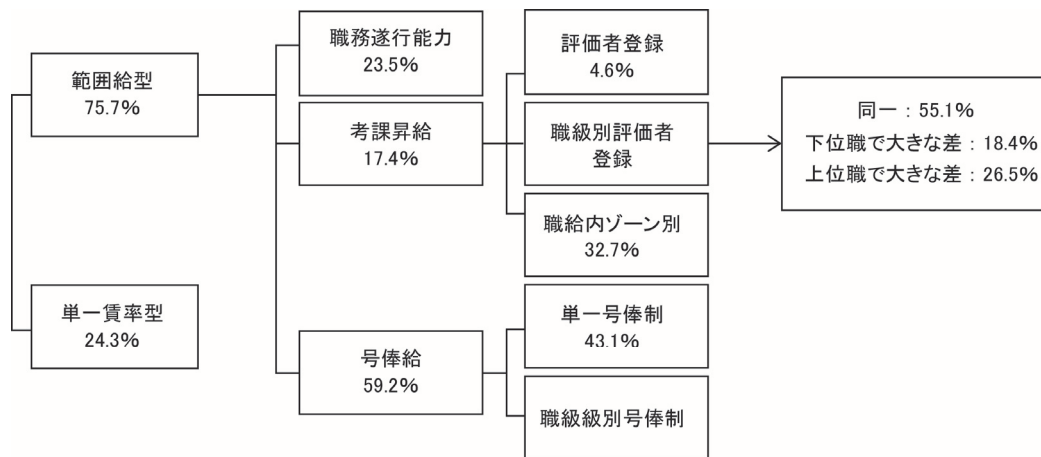 範囲給型
75.7%
単一賃率型
24.3%
職務遂行能力
23.5%
考課昇給
17.4%
号俸給
59.2%
評価者登録
4.6%
職級別評価者
登録
職給内ゾーン別
32.7%
単一号俸制
43.1%
職級級別号俸制
同一：55.1%
下位職で大きな差：18.4%
上位職で大きな差：26.5%